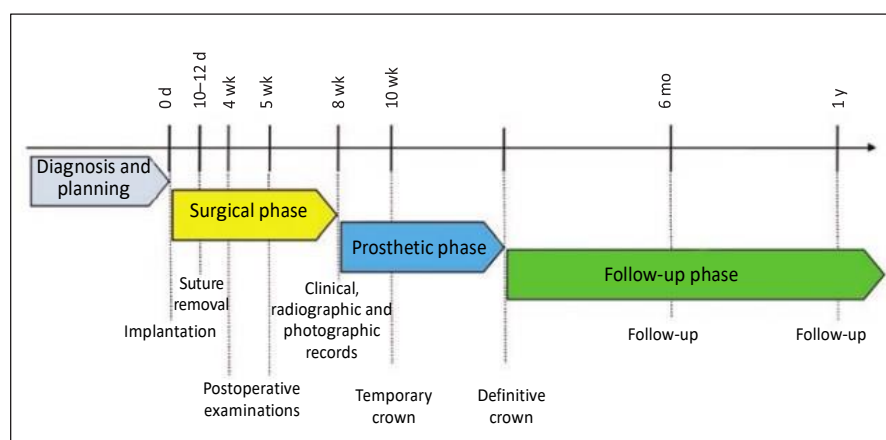 0 d
10–12 d
4 wk
5 wk
8 wk
10 wk
6 mo
1 y
Diagnosis and
planning
Surgical phase
Prosthetic phase
Follow-up phase
Suture
removal
Implantation
Clinical,
radiographic and
photographic
records
Follow-up
Follow-up
Postoperative
examinations
Temporary
crown
Definitive
crown